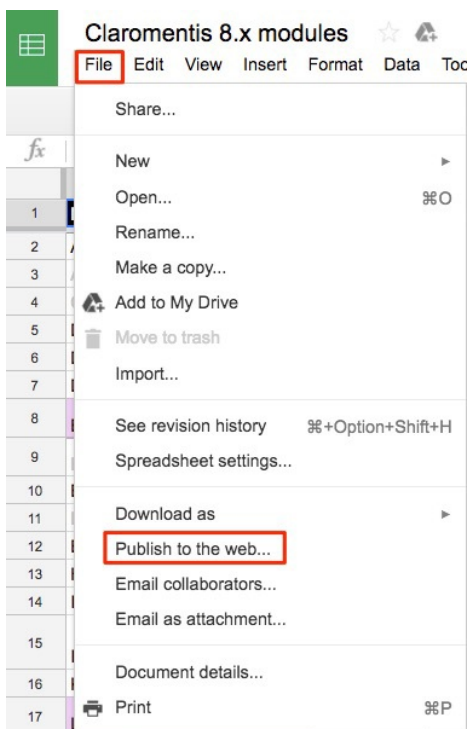 Claromentis 8.x modules
File Edit View Insert Format Data
Share...
fx
New
Open... ⌘O
Rename...
Make a copy...
Add to My Drive
Move to trash
Import...
See revision history ⌘+Option+Shift+H
Spreadsheet settings...
Download as
Publish to the web...
Email collaborators...
Email as attachment...
Document details...
Print ⌘P
1
2
3
4
5
6
7
8
9
10
11
12
13
14
15
16
17